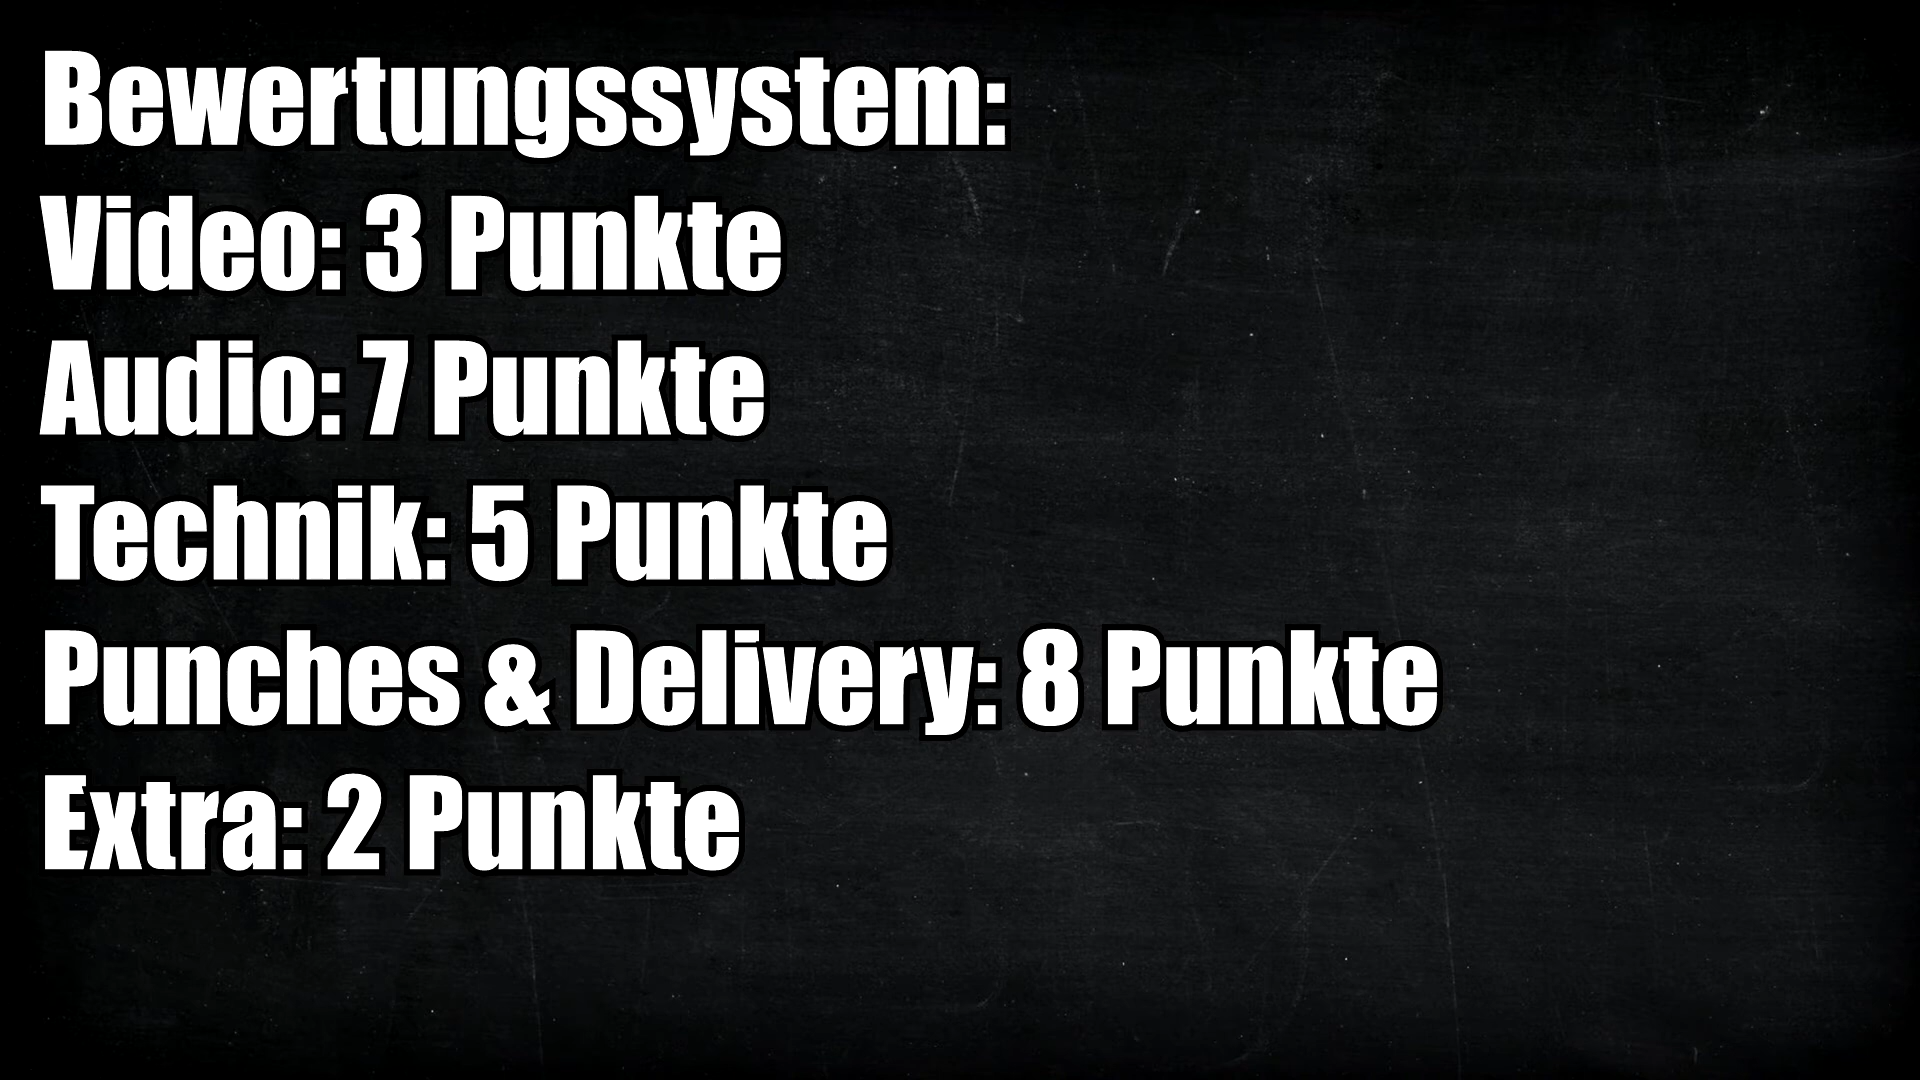 Bewertungssystem:
Video: 3 Punkte
Audio: 7 Punkte
Technik: 5 Punkte
Punches & Delivery: 8 Punkte
Extra: 2 Punkte